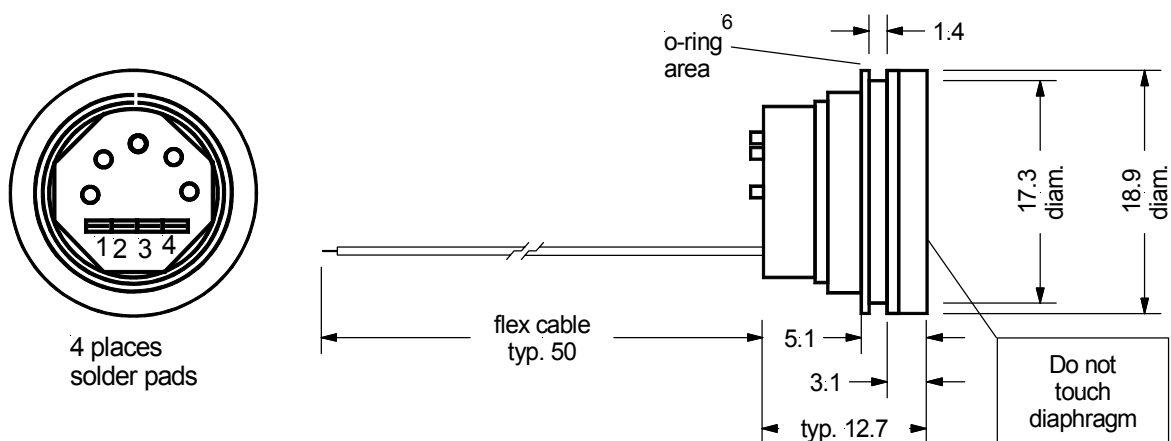 6
o-ring
area
1.4
17.3
diam.
18.9
diam.
1 2 3 4
4 places
solder pads
flex cable
typ. 50
5.1
3.1
typ. 12.7
Do not
touch
diaphragm